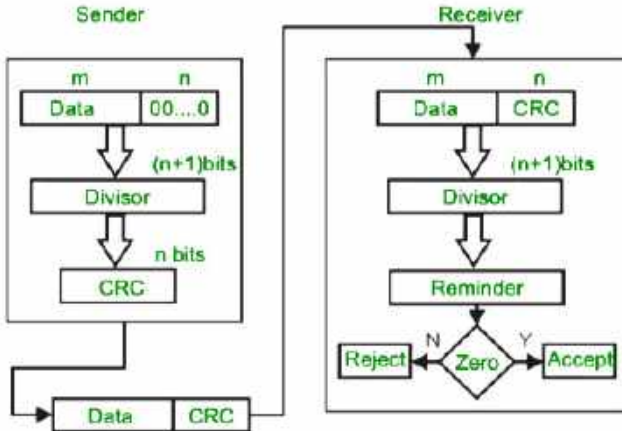 Sender
m n
Data 00....0
(n+1)bits
Divisor
n bits
CRC
Data CRC
Receiver
m n
Data CRC
(n+1)bits
Divisor
Reminder
N Y
Reject Zero Accept